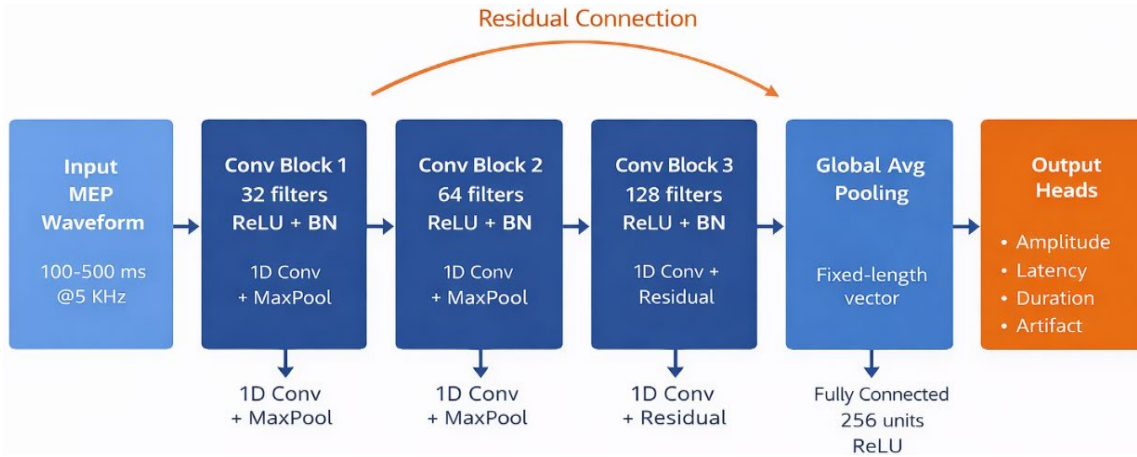 Residual Connection
Input
MEP
Waveform
100-500 ms
@5 KHz
Conv Block 1
32 filters
ReLU + BN
1D Conv
+ MaxPool
Conv Block 2
64 filters
ReLU + BN
1D Conv
+ MaxPool
Conv Block 3
128 filters
ReLU + BN
1D Conv +
Residual
Global Avg
Pooling
Fixed-length
vector
Output
Heads
• Amplitude
• Latency
• Duration
• Artifact
1D Conv
+ MaxPool
1D Conv
+ MaxPool
1D Conv
+ Residual
Fully Connected
256 units
ReLU